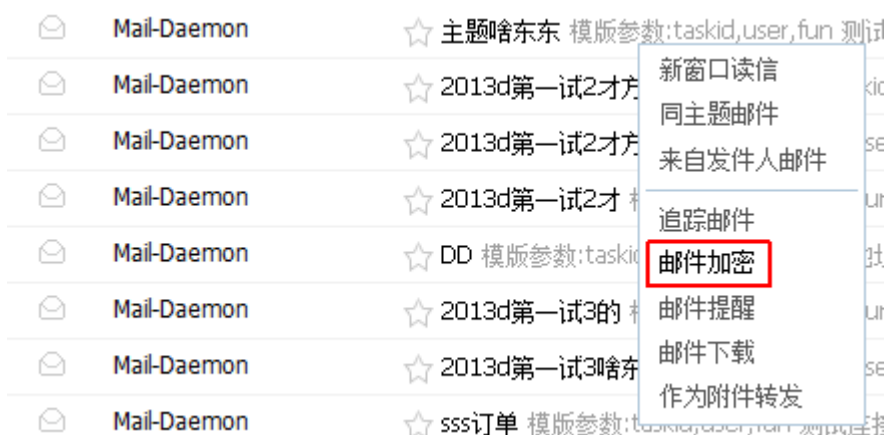 Mail-Daemon 主题啥东东 模版参数:taskid,user,fun 测试
Mail-Daemon 2013d第一试2才方
Mail-Daemon 2013d第一试2才方
Mail-Daemon 2013d第一试2才
Mail-Daemon DD 模版参数:taskid
Mail-Daemon 2013d第一试3的
Mail-Daemon 2013d第一试3啥东
Mail-Daemon sss订单 模版参数:taskid,user,fun 测试连接
新窗口读信
同主题邮件
来自发件人邮件
追踪邮件
邮件加密
邮件提醒
邮件下载
作为附件转发